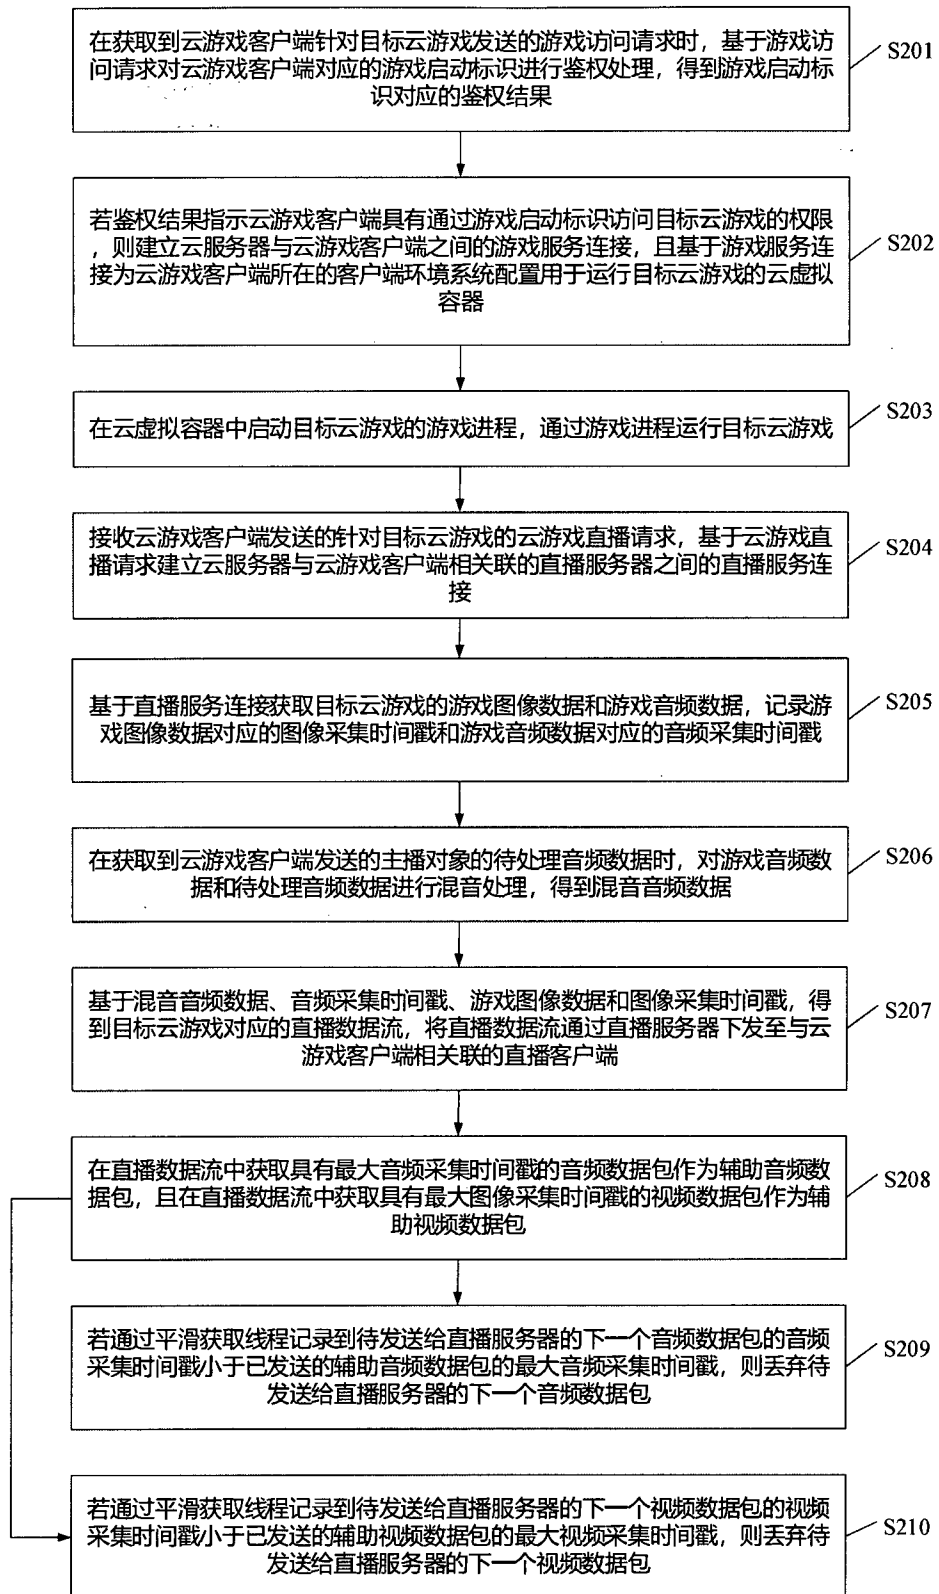 在获取到云游戏客户端针对目标云游戏发送的游戏访问请求时，基于游戏访
问请求对云游戏客户端对应的游戏启动标识进行鉴权处理，得到游戏启动标
识对应的鉴权结果
S201
若鉴权结果指示云游戏客户端具有通过游戏启动标识访问目标云游戏的权限
，则建立云服务器与云游戏客户端之间的游戏服务连接，且基于游戏服务连
接为云游戏客户端所在的客户端环境系统配置用于运行目标云游戏的云虚拟
容器
S202
在云虚拟容器中启动目标云游戏的游戏进程，通过游戏进程运行目标云游戏
S203
接收云游戏客户端发送的针对目标云游戏的云游戏直播请求，基于云游戏直
播请求建立云服务器与云游戏客户端相关联的直播服务器之间的直播服务连
接
S204
基于直播服务连接获取目标云游戏的游戏图像数据和游戏音频数据，记录游
戏图像数据对应的图像采集时间戳和游戏音频数据对应的音频采集时间戳
S205
在获取到云游戏客户端发送的主播对象的待处理音频数据时，对游戏音频数
据和待处理音频数据进行混音处理，得到混音音频数据
S206
基于混音音频数据、音频采集时间戳、游戏图像数据和图像采集时间戳，得
到目标云游戏对应的直播数据流，将直播数据流通过直播服务器下发至与云
游戏客户端相关联的直播客户端
S207
在直播数据流中获取具有最大音频采集时间戳的音频数据包作为辅助音频数
据包，且在直播数据流中获取具有最大图像采集时间戳的视频数据包作为辅
助视频数据包
S208
若通过平滑获取线程记录到待发送给直播服务器的下一个音频数据包的音频
采集时间戳小于已发送的辅助音频数据包的最大音频采集时间戳，则丢弃待
发送给直播服务器的下一个音频数据包
S209
若通过平滑获取线程记录到待发送给直播服务器的下一个视频数据包的视频
采集时间戳小于已发送的辅助视频数据包的最大视频采集时间戳，则丢弃待
发送给直播服务器的下一个视频数据包
S210